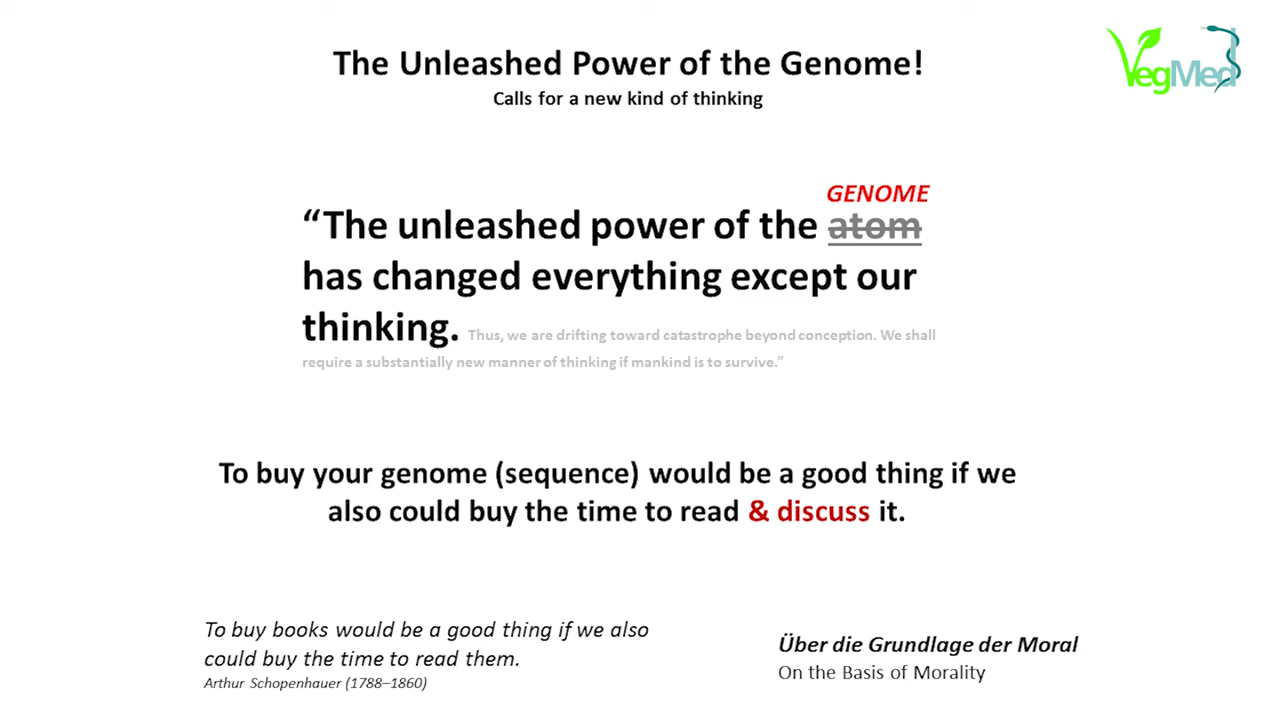 The Unleashed Power of the Genome!
Calls for a new kind of thinking
VegMed
GENOME
“The unleashed power of the atom
has changed everything except our
thinking. Thus, we are drifting toward catastrophe beyond conception. We shall
require a substantially new manner of thinking if mankind is to survive.”
To buy your genome (sequence) would be a good thing if we
also could buy the time to read & discuss it.
To buy books would be a good thing if we also
could buy the time to read them.
Arthur Schopenhauer (1788–1860)
Über die Grundlage der Moral
On the Basis of Morality